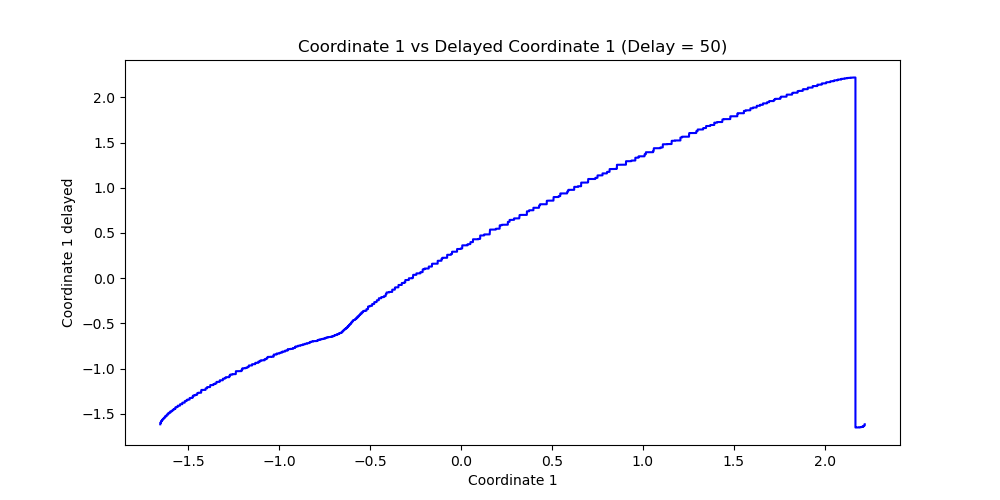 Coordinate 1 vs Delayed Coordinate 1 (Delay = 50)
Coordinate 1 delayed
2.0
1.5
1.0
0.5
0.0
−0.5
−1.0
−1.5
−1.5 −1.0 −0.5 0.0 0.5 1.0 1.5 2.0
Coordinate 1